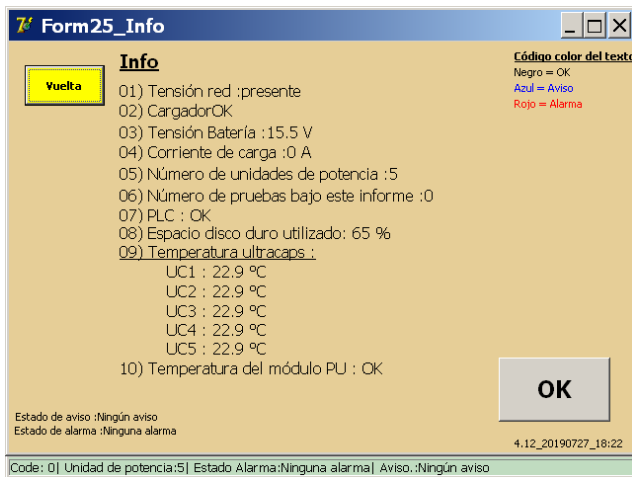 Form25_Info
Info
Vuelta
Código color del texto
Negro = OK
Azul = Aviso
Rojo = Alarma
01) Tensión red :presente
02) CargadorOK
03) Tensión Batería :15.5 V
04) Corriente de carga :0 A
05) Número de unidades de potencia :5
06) Número de pruebas bajo este informe :0
07) PLC : OK
08) Espacio disco duro utilizado: 65 %
09) Temperatura ultracaps :
UC1 : 22.9 ºC
UC2 : 22.9 ºC
UC3 : 22.9 ºC
UC4 : 22.9 ºC
UC5 : 22.9 ºC
10) Temperatura del módulo PU : OK
OK
Estado de aviso :Ningún aviso
Estado de alarma :Ninguna alarma
4.12_20190727_18:22
Code: 0| Unidad de potencia:5| Estado Alarma:Ninguna alarma| Aviso.:Ningún aviso